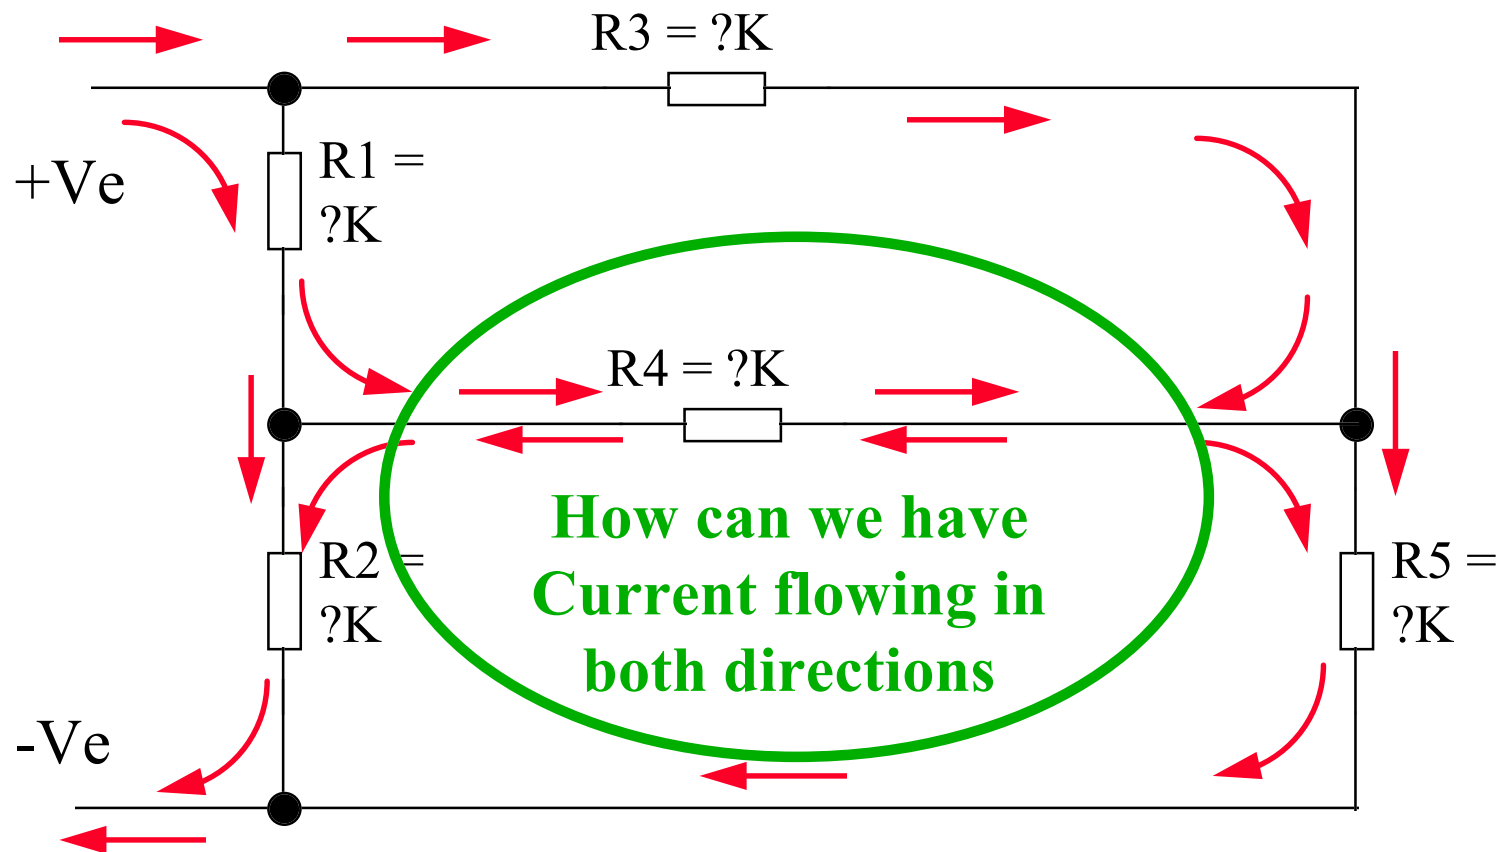 R3 = ?K
R1 =
?K
+Ve
R4 = ?K
How can we have
Current flowing in
both directions
R2 =
?K
R5 =
?K
-Ve